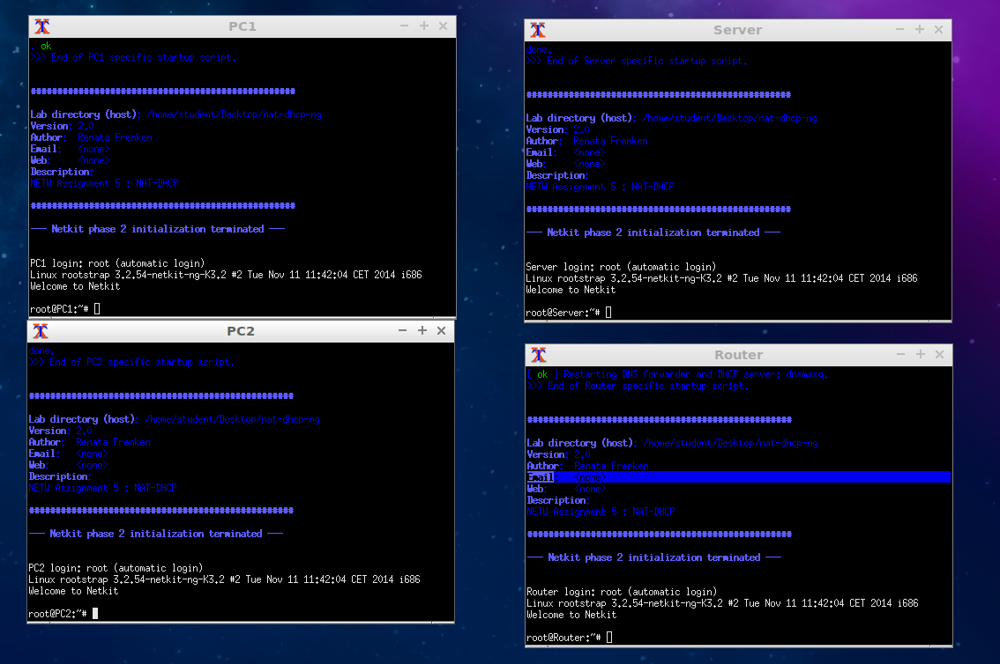 PC1
. ok
>>> End of PC1 specific startup script.
##################################################
Lab directory (host): /home/student/Desktop/nat-dhcp-ng
Version: 2.0
Author: Renata Frenken
Email: <none>
Web: <none>
Description:
NETW Assignment 5 : NAT-DHCP
##################################################
--- Netkit phase 2 initialization terminated ---
PC1 login: root (automatic login)
Linux rootstrap 3.2.54-netkit-ng-K3.2 #2 Tue Nov 11 11:42:04 CET 2014 i686
Welcome to Netkit
root@PC1:~#
Server
done.
>>> End of Server specific startup script.
##################################################
Lab directory (host): /home/student/Desktop/nat-dhcp-ng
Version: 2.0
Author: Renata Frenken
Email: <none>
Web: <none>
Description:
NETW Assignment 5 : NAT-DHCP
##################################################
--- Netkit phase 2 initialization terminated ---
Server login: root (automatic login)
Linux rootstrap 3.2.54-netkit-ng-K3.2 #2 Tue Nov 11 11:42:04 CET 2014 i686
Welcome to Netkit
root@Server:~#
PC2
done.
>>> End of PC2 specific startup script.
##################################################
Lab directory (host): /home/student/Desktop/nat-dhcp-ng
Version: 2.0
Author: Renata Frenken
Email: <none>
Web: <none>
Description:
NETW Assignment 5 : NAT-DHCP
##################################################
--- Netkit phase 2 initialization terminated ---
PC2 login: root (automatic login)
Linux rootstrap 3.2.54-netkit-ng-K3.2 #2 Tue Nov 11 11:42:04 CET 2014 i686
Welcome to Netkit
root@PC2:~#
Router
[ ok ] Restarting DNS forwarder and DHCP server: dnsmasq.
>>> End of Router specific startup script.
##################################################
Lab directory (host): /home/student/Desktop/nat-dhcp-ng
Version: 2.0
Author: Renata Frenken
Email: <none>
Web: <none>
Description:
NETW Assignment 5 : NAT-DHCP
##################################################
--- Netkit phase 2 initialization terminated ---
Router login: root (automatic login)
Linux rootstrap 3.2.54-netkit-ng-K3.2 #2 Tue Nov 11 11:42:04 CET 2014 i686
Welcome to Netkit
root@Router:~#